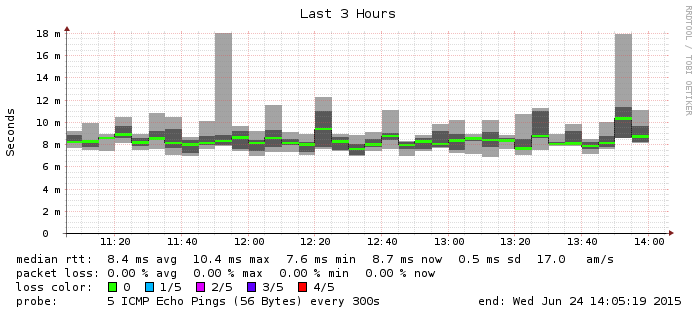 Last 3 Hours
RRDTOOL / TOBI OETIKER
Seconds
18 m
16 m
14 m
12 m
10 m
8 m
6 m
4 m
2 m
0
11:20 11:40 12:00 12:20 12:40 13:00 13:20 13:40 14:00
median rtt: 8.4 ms avg 10.4 ms max 7.6 ms min 8.7 ms now 0.5 ms sd 17.0 am/s
packet loss: 0.00 % avg 0.00 % max 0.00 % min 0.00 % now
loss color: 0 1/5 2/5 3/5 4/5
probe: 5 ICMP Echo Pings (56 Bytes) every 300s end: Wed Jun 24 14:05:19 2015